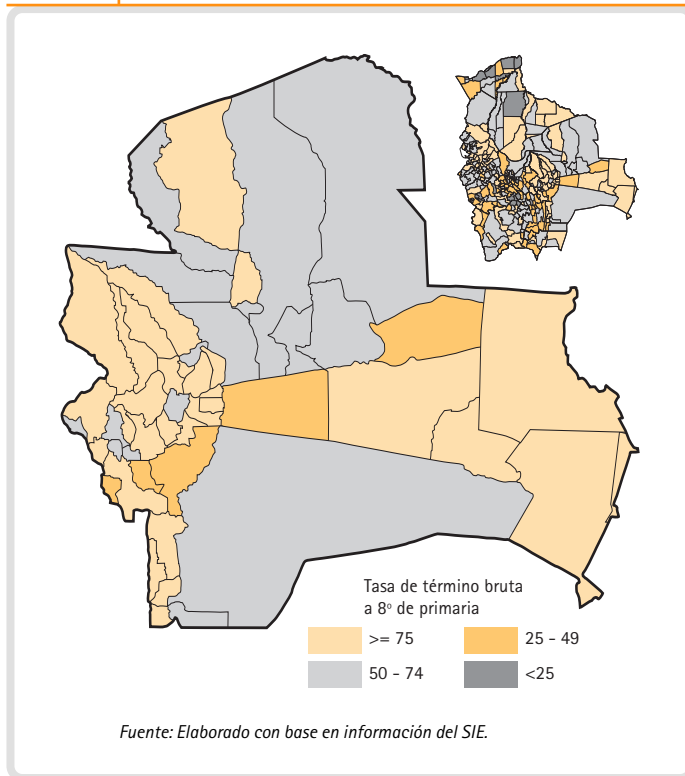 Tasa de término bruta
a 8º de primaria
>= 75
25 - 49
50 - 74
<25
Fuente: Elaborado con base en información del SIE.